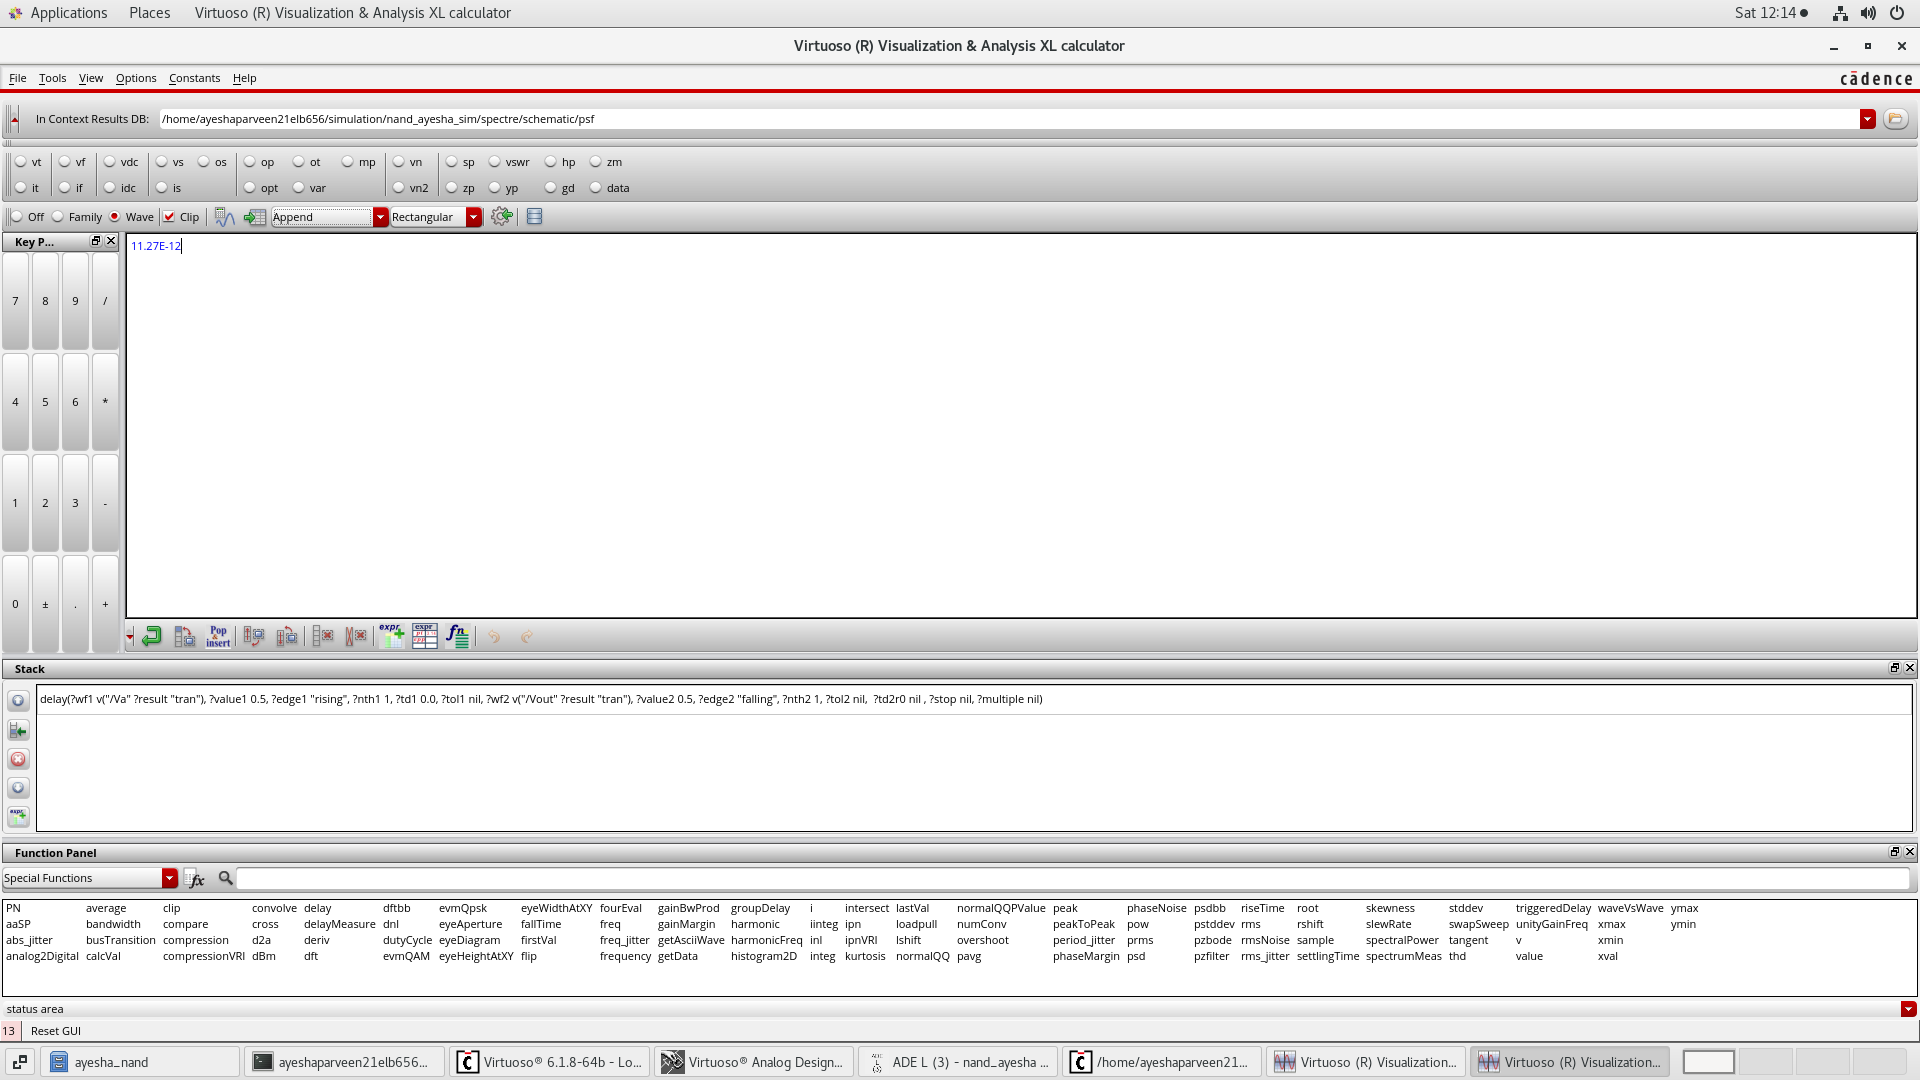 Applications Places Virtuoso (R) Visualization & Analysis XL calculator Sat 12:14
Virtuoso (R) Visualization & Analysis XL calculator
File Tools View Options Constants Help cādence
In Context Results DB: /home/ayeshaparveen21elb656/simulation/nand_ayesha_sim/spectre/schematic/psf
vt vf vdc vs os op ot mp vn sp vswr hp zm
it if idc is opt var vn2 zp yp gd data
Off Family Wave Clip Append Rectangular
Key P...
11.27E-12
7 8 9 /
4 5 6 *
1 2 3 -
0 ± . +
Pop insert expr expr fn
Stack
delay(?wf1 v("/Va" ?result "tran"), ?value1 0.5, ?edge1 "rising", ?nth1 1, ?td1 0.0, ?tol1 nil, ?wf2 v("/Vout" ?result "tran"), ?value2 0.5, ?edge2 "falling", ?nth2 1, ?tol2 nil,  ?td2r0 nil , ?stop nil, ?multiple nil)
expr
Function Panel
Special Functions fx
PN average clip convolve delay dftbb evmQpsk eyeWidthAtXY fourEval gainBwProd groupDelay i intersect lastVal normalQQPValue peak phaseNoise psdbb riseTime root skewness stddev triggeredDelay waveVsWave ymax
aaSP bandwidth compare cross delayMeasure dnl eyeAperture fallTime freq gainMargin harmonic iinteg ipn loadpull numConv peakToPeak pow pstddev rms rshift slewRate swapSweep unityGainFreq xmax ymin
abs_jitter busTransition compression d2a deriv dutyCycle eyeDiagram firstVal freq_jitter getAsciiWave harmonicFreq inl ipnVRI lshift overshoot period_jitter prms pzbode rmsNoise sample spectralPower tangent v xmin
analog2Digital calcVal compressionVRI dBm dft evmQAM eyeHeightAtXY flip frequency getData histogram2D integ kurtosis normalQQ pavg phaseMargin psd pzfilter rms_jitter settlingTime spectrumMeas thd value xval
status area
13 Reset GUI
ayesha_nand ayeshaparveen21elb656... Virtuoso® 6.1.8-64b - Lo... Virtuoso® Analog Design... ADE L (3) - nand_ayesha ... /home/ayeshaparveen21... Virtuoso (R) Visualization... Virtuoso (R) Visualization...